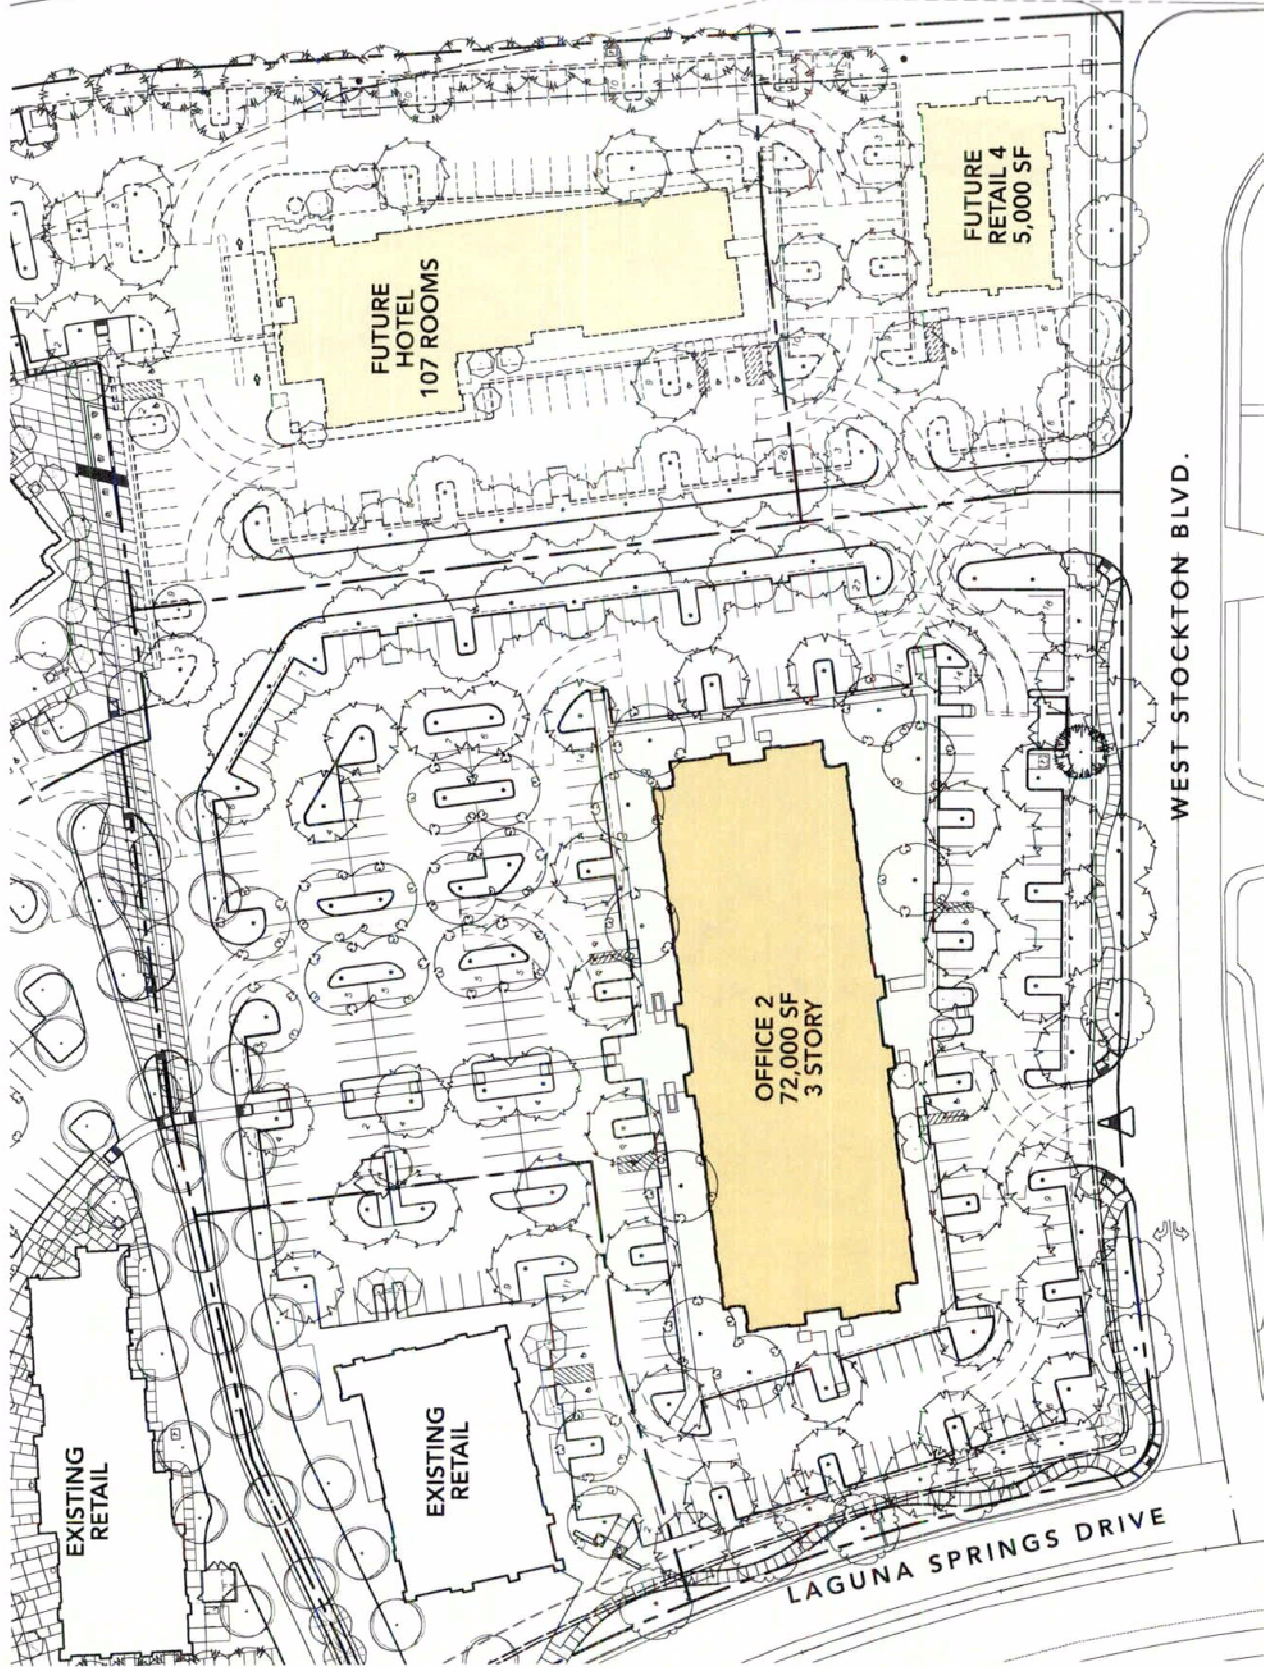 FUTURE
RETAIL 4
5,000 SF
FUTURE
HOTEL
107 ROOMS
WEST STOCKTON BLVD.
OFFICE 2
72,000 SF
3 STORY
EXISTING
RETAIL
EXISTING
RETAIL
LAGUNA SPRINGS DRIVE